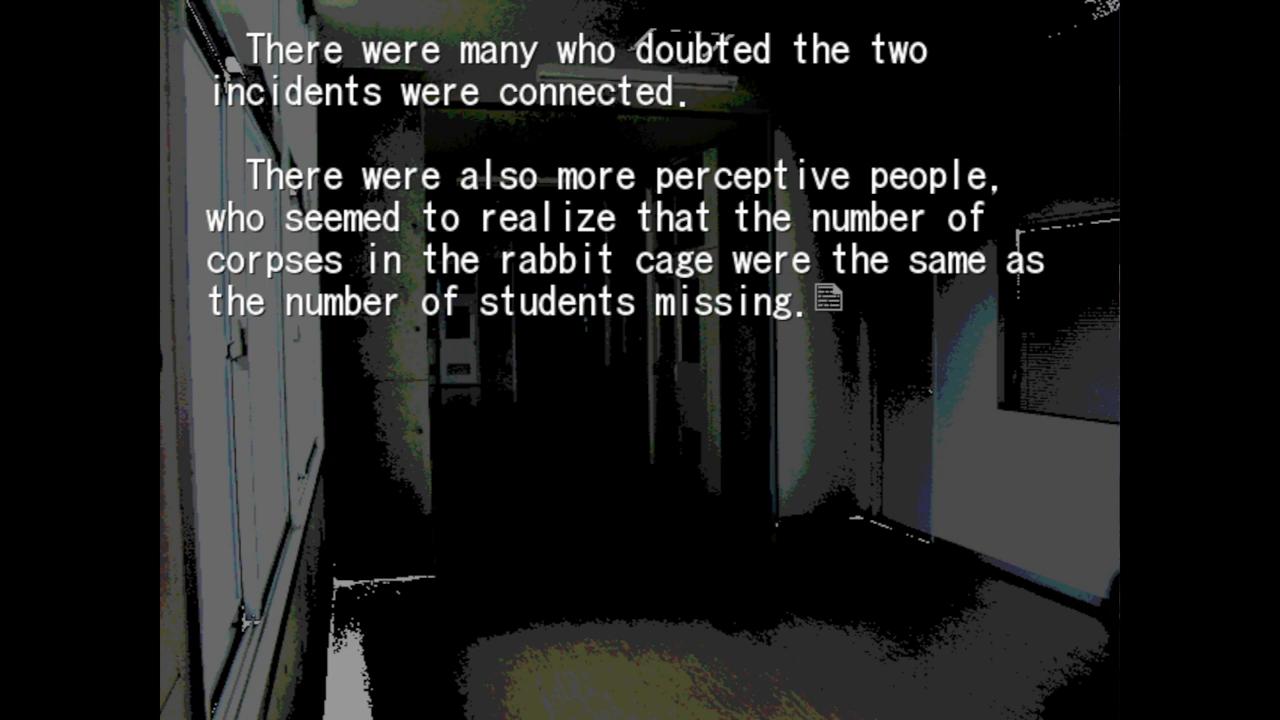 There were many who doubted the two
incidents were connected.
There were also more perceptive people,
who seemed to realize that the number of
corpses in the rabbit cage were the same as
the number of students missing.